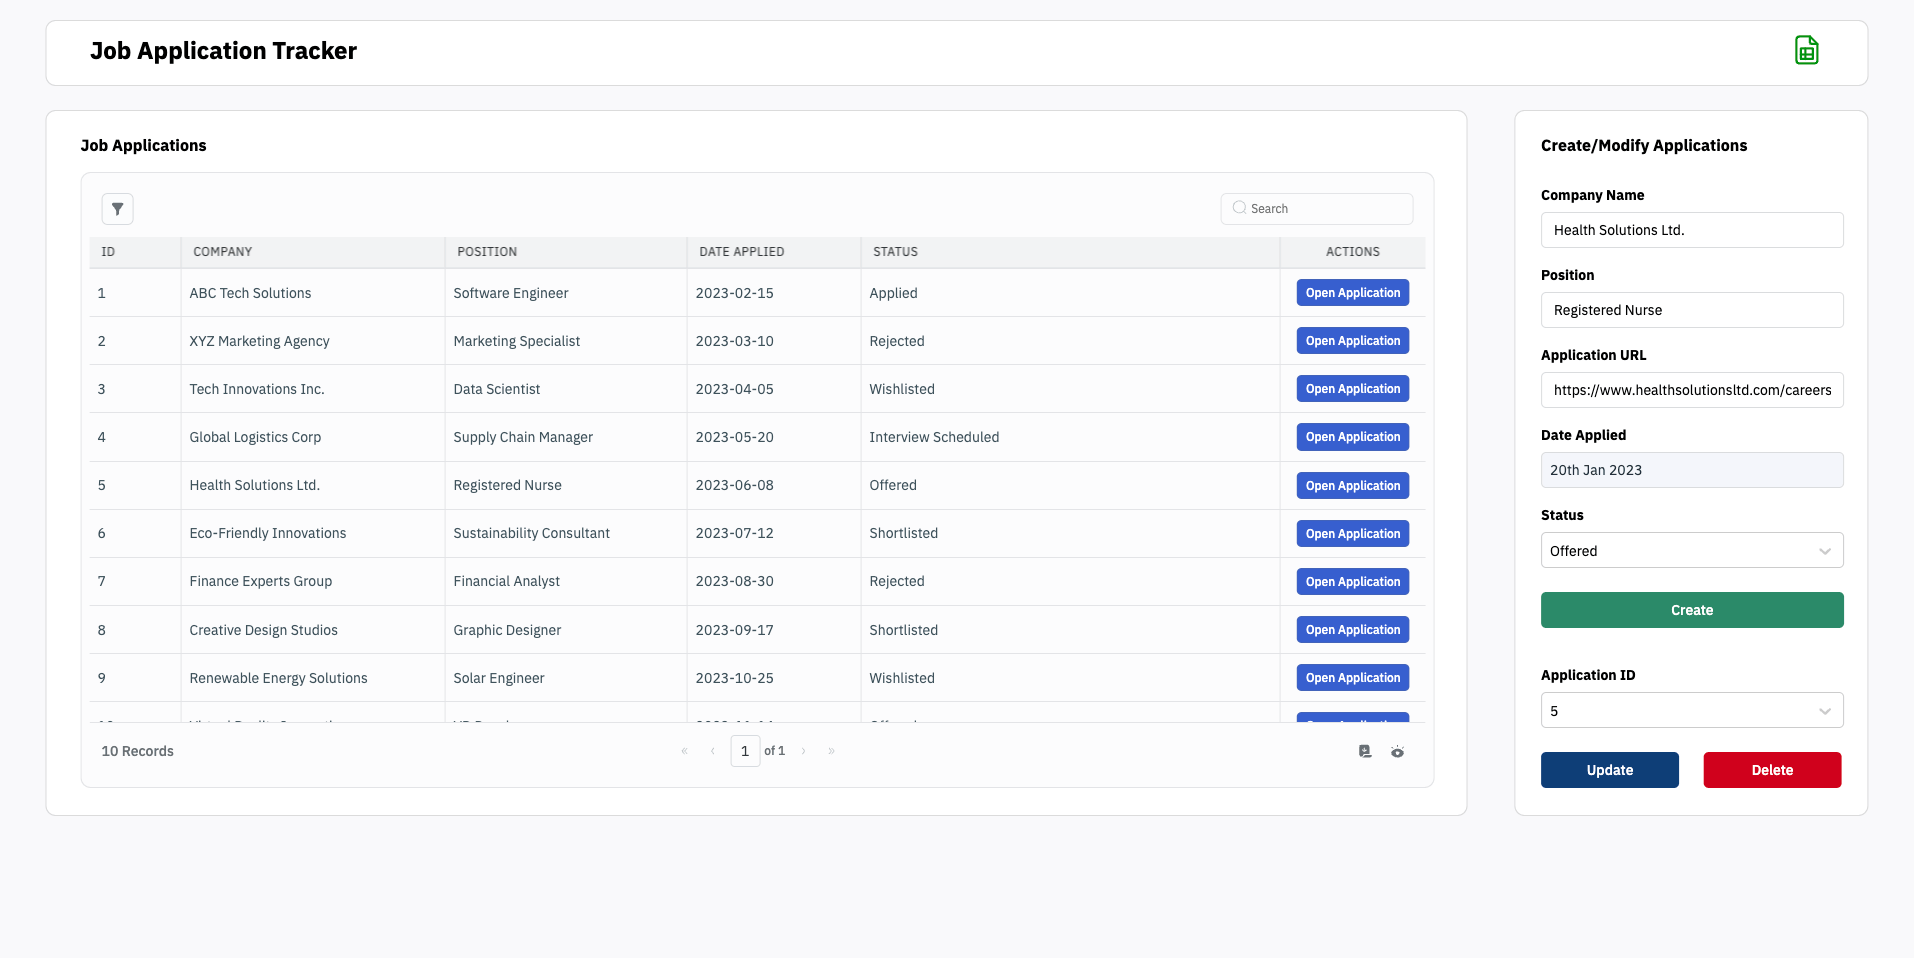 Job Application Tracker
Job Applications
Search
ID COMPANY POSITION DATE APPLIED STATUS ACTIONS
1 ABC Tech Solutions Software Engineer 2023-02-15 Applied Open Application
2 XYZ Marketing Agency Marketing Specialist 2023-03-10 Rejected Open Application
3 Tech Innovations Inc. Data Scientist 2023-04-05 Wishlisted Open Application
4 Global Logistics Corp Supply Chain Manager 2023-05-20 Interview Scheduled Open Application
5 Health Solutions Ltd. Registered Nurse 2023-06-08 Offered Open Application
6 Eco-Friendly Innovations Sustainability Consultant 2023-07-12 Shortlisted Open Application
7 Finance Experts Group Financial Analyst 2023-08-30 Rejected Open Application
8 Creative Design Studios Graphic Designer 2023-09-17 Shortlisted Open Application
9 Renewable Energy Solutions Solar Engineer 2023-10-25 Wishlisted Open Application
10 Records « ‹ 1 of 1 › »
Create/Modify Applications
Company Name
Health Solutions Ltd.
Position
Registered Nurse
Application URL
https://www.healthsolutionsltd.com/careers
Date Applied
20th Jan 2023
Status
Offered
Create
Application ID
5
Update Delete